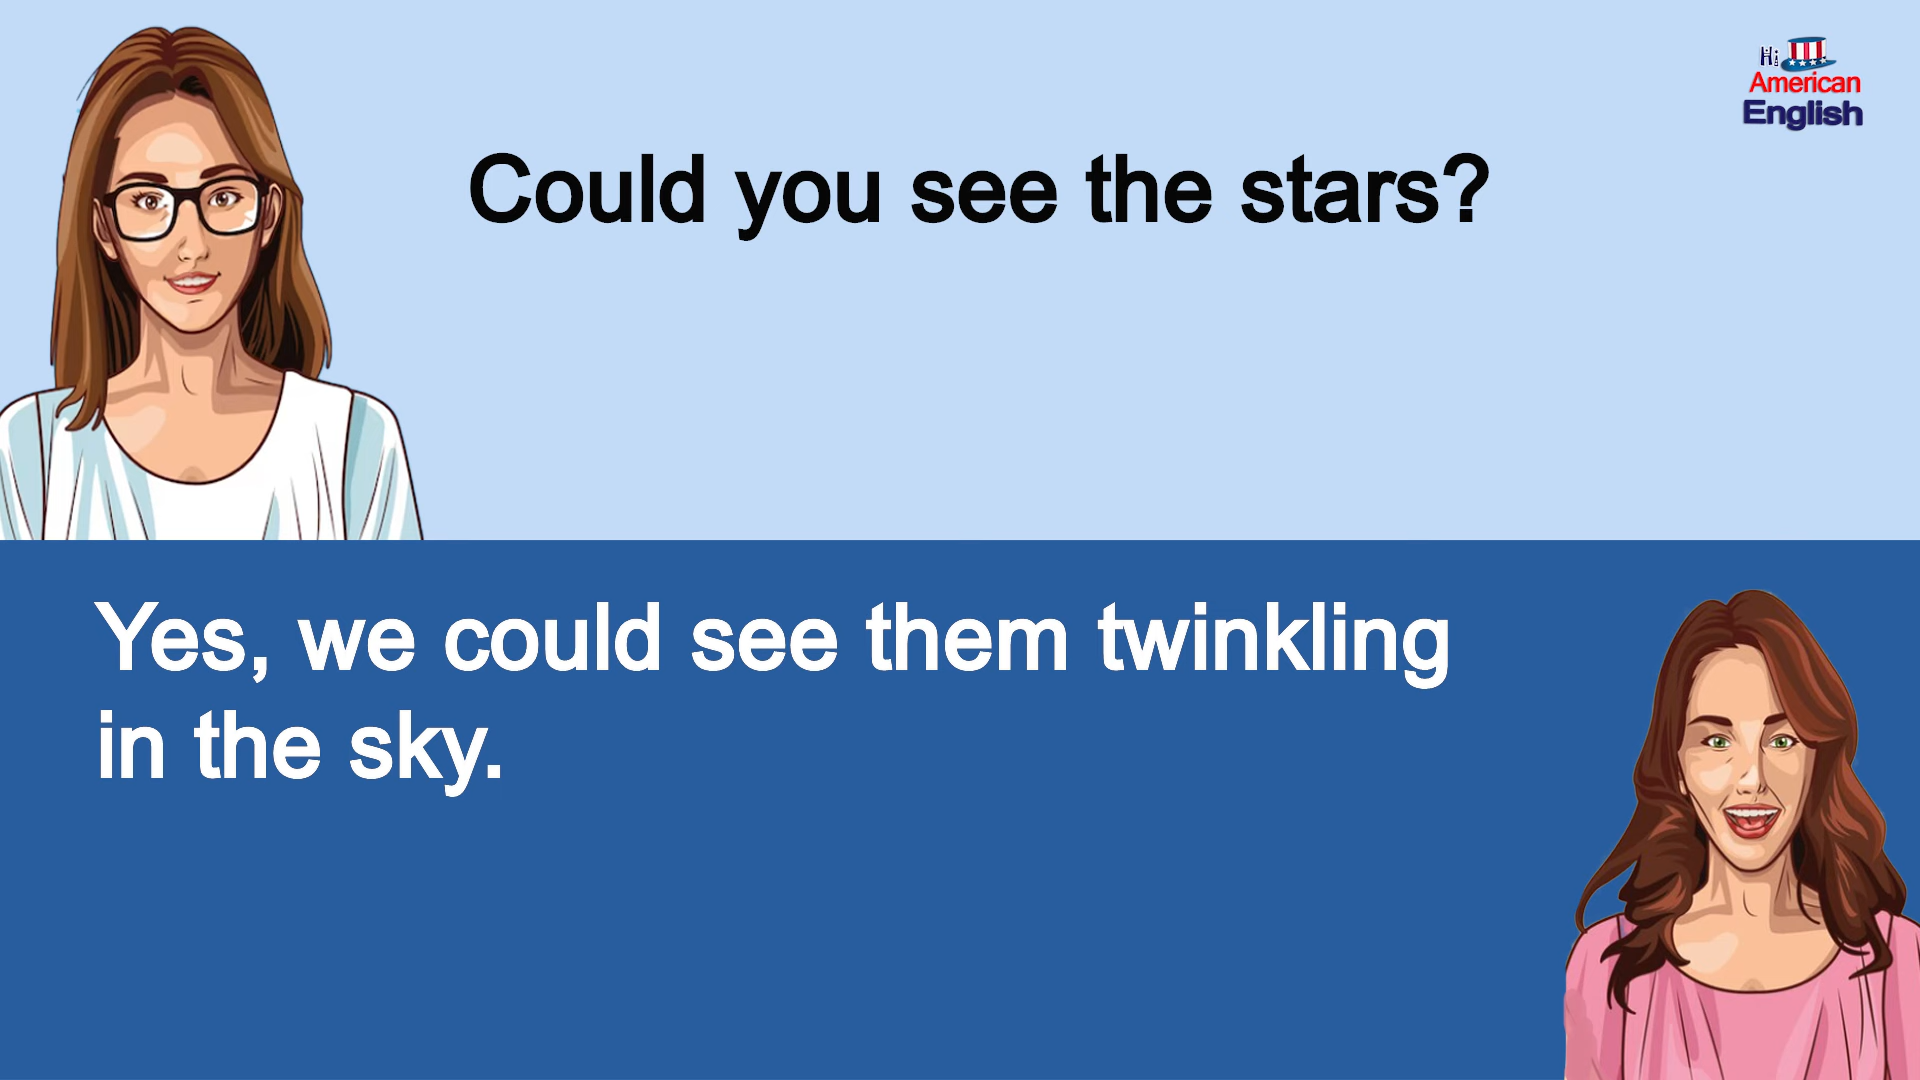 Hi
American
English
Could you see the stars?
Yes, we could see them twinkling
in the sky.